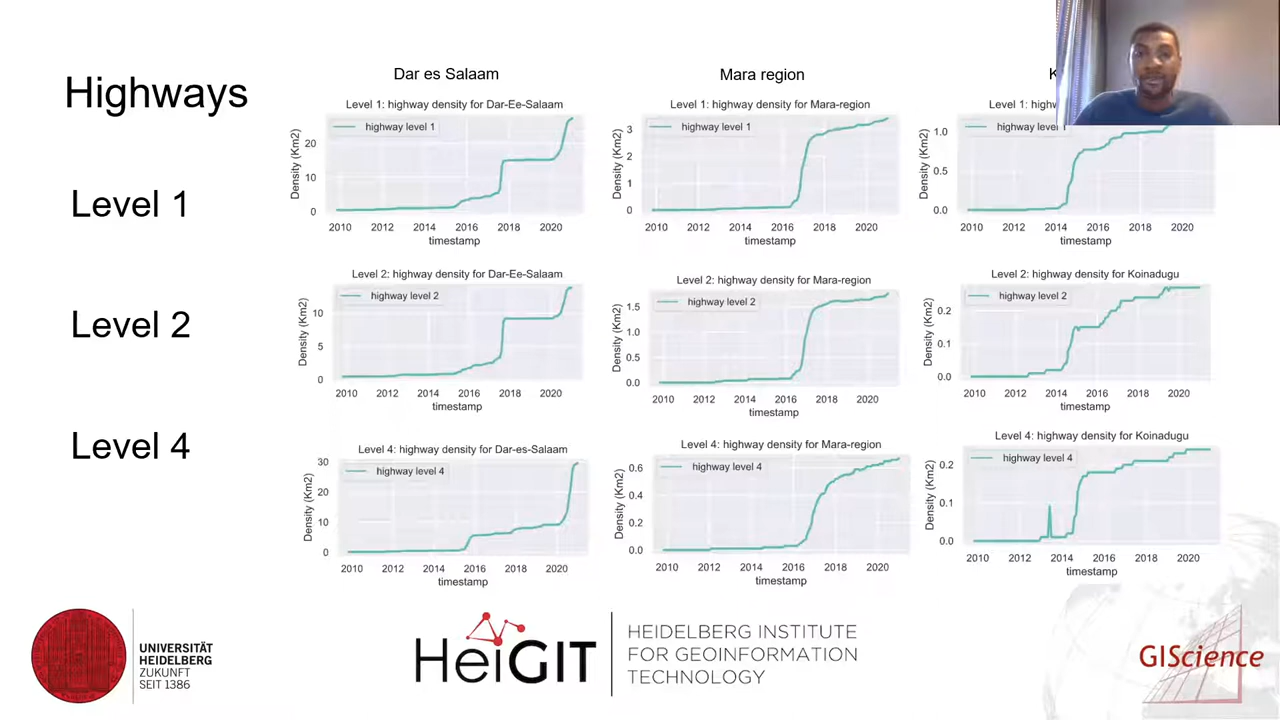 Highways
Dar es Salaam
Mara region
K
Level 1: highway density for Dar-Ee-Salaam
highway level 1
Density (Km2)
20
10
0
2010 2012 2014 2016 2018 2020
timestamp
Level 1: highway density for Mara-region
highway level 1
Density (Km2)
3
2
1
0
2010 2012 2014 2016 2018 2020
timestamp
Level 1: highw
highway level 1
Density (Km2)
1.0
0.5
0.0
2010 2012 2014 2016 2018 2020
timestamp
Level 1
Level 2: highway density for Dar-Ee-Salaam
highway level 2
Density (Km2)
10
5
0
2010 2012 2014 2016 2018 2020
timestamp
Level 2: highway density for Mara-region
highway level 2
Density (Km2)
1.5
1.0
0.5
0.0
2010 2012 2014 2016 2018 2020
timestamp
Level 2: highway density for Koinadugu
highway level 2
Density (Km2)
0.2
0.1
0.0
2010 2012 2014 2016 2018 2020
timestamp
Level 2
Level 4: highway density for Dar-es-Salaam
highway level 4
Density (Km2)
30
20
10
0
2010 2012 2014 2016 2018 2020
timestamp
Level 4: highway density for Mara-region
highway level 4
Density (Km2)
0.6
0.4
0.2
0.0
2010 2012 2014 2016 2018 2020
timestamp
Level 4: highway density for Koinadugu
highway level 4
Density (Km2)
0.2
0.1
0.0
2010 2012 2014 2016 2018 2020
timestamp
Level 4
UNIVERSITÄT
HEIDELBERG
ZUKUNFT
SEIT 1386
HeiGIT
HEIDELBERG INSTITUTE
FOR GEOINFORMATION
TECHNOLOGY
GIScience